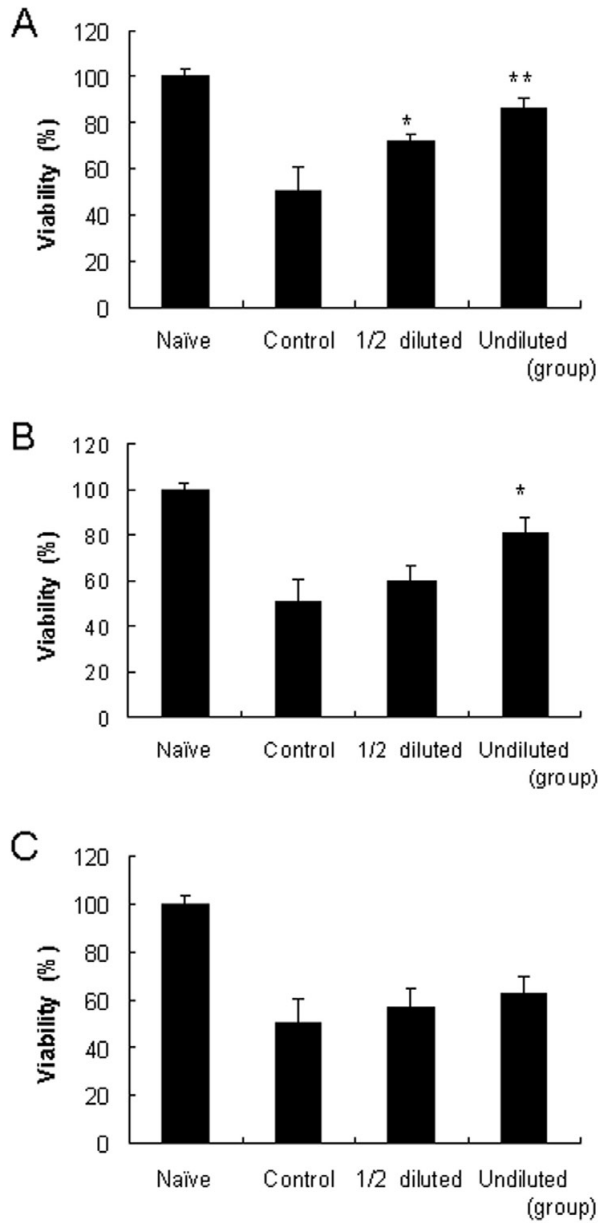 A
120
100
80
60
40
20
0
Viability (%)
*
**
Naïve Control 1/2 diluted Undiluted
(group)
B
120
100
80
60
40
20
0
Viability (%)
*
Naïve Control 1/2 diluted Undiluted
(group)
C
120
100
80
60
40
20
0
Viability (%)
Naïve Control 1/2 diluted Undiluted
(group)